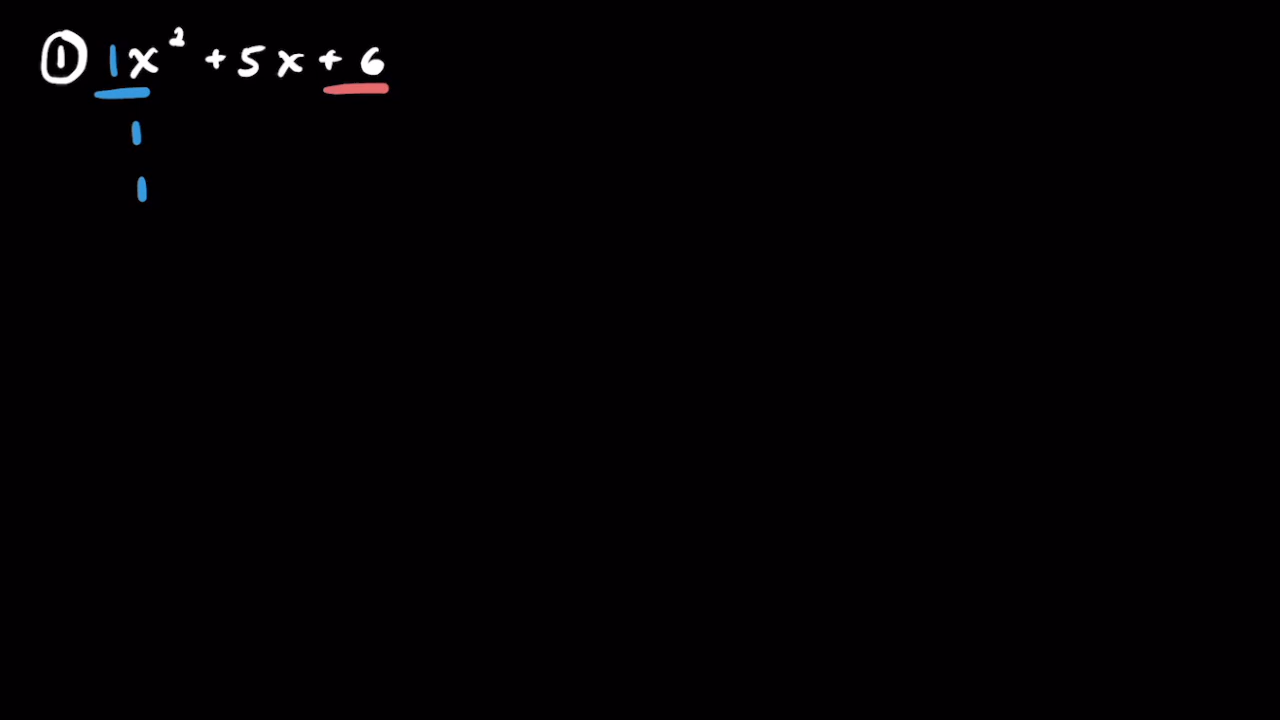 ① 1x² + 5x + 6
1
1